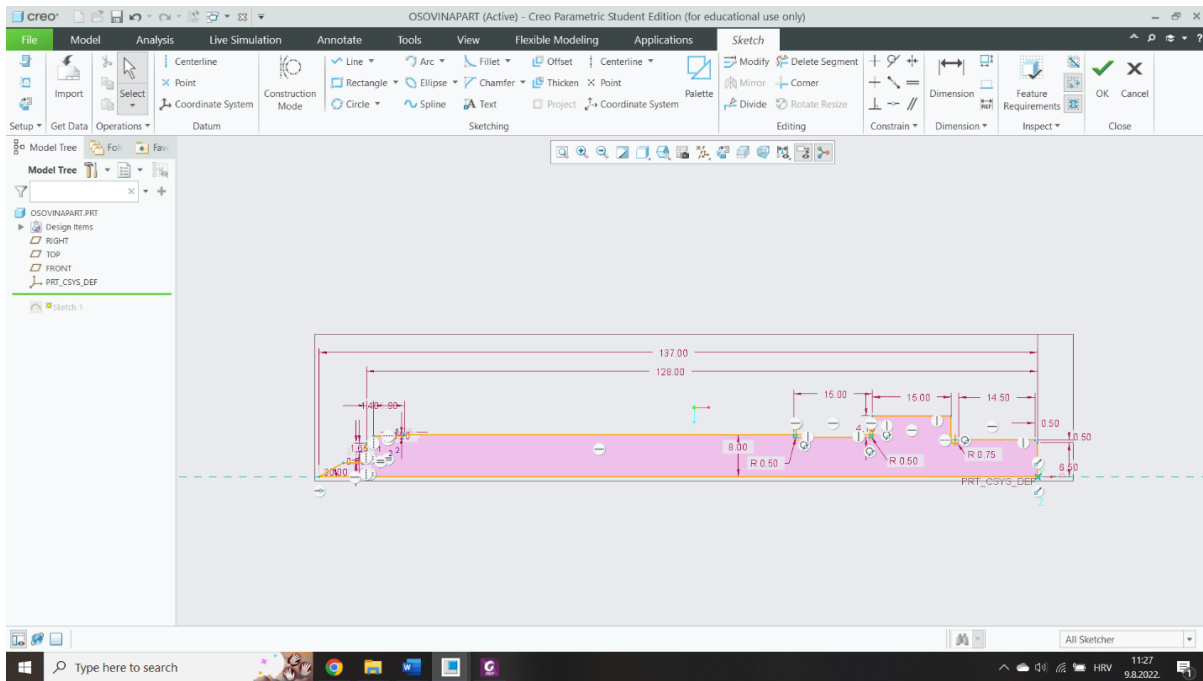 creo
OSOVINAPART (Active) - Creo Parametric Student Edition (for educational use only)
File Model Analysis Live Simulation Annotate Tools View Flexible Modeling Applications Sketch
Import
Select
Centerline
Point
Coordinate System
Construction Mode
Line Arc Fillet Offset Centerline
Rectangle Ellipse Chamfer Thicken Point
Circle Spline Text Project Coordinate System
Palette
Modify Delete Segment
Mirror Corner
Divide Rotate Resize
Dimension
REF
Feature Requirements
OK Cancel
Setup Get Data Operations Datum Sketching Editing Constrain Dimension Inspect Close
Model Tree Fol Fav
Model Tree
OSOVINAPART.PRT
Design Items
RIGHT
TOP
FRONT
PRT_CSYS_DEF
Sketch 1
137.00
128.00
15.00 15.00 14.50
0.50
0.50
8.00
R 0.50 R 0.50 R 0.75
6.50
PRT_CSYS_DEF
2
All Sketcher
Type here to search
HRV
11:27
9.8.2022.